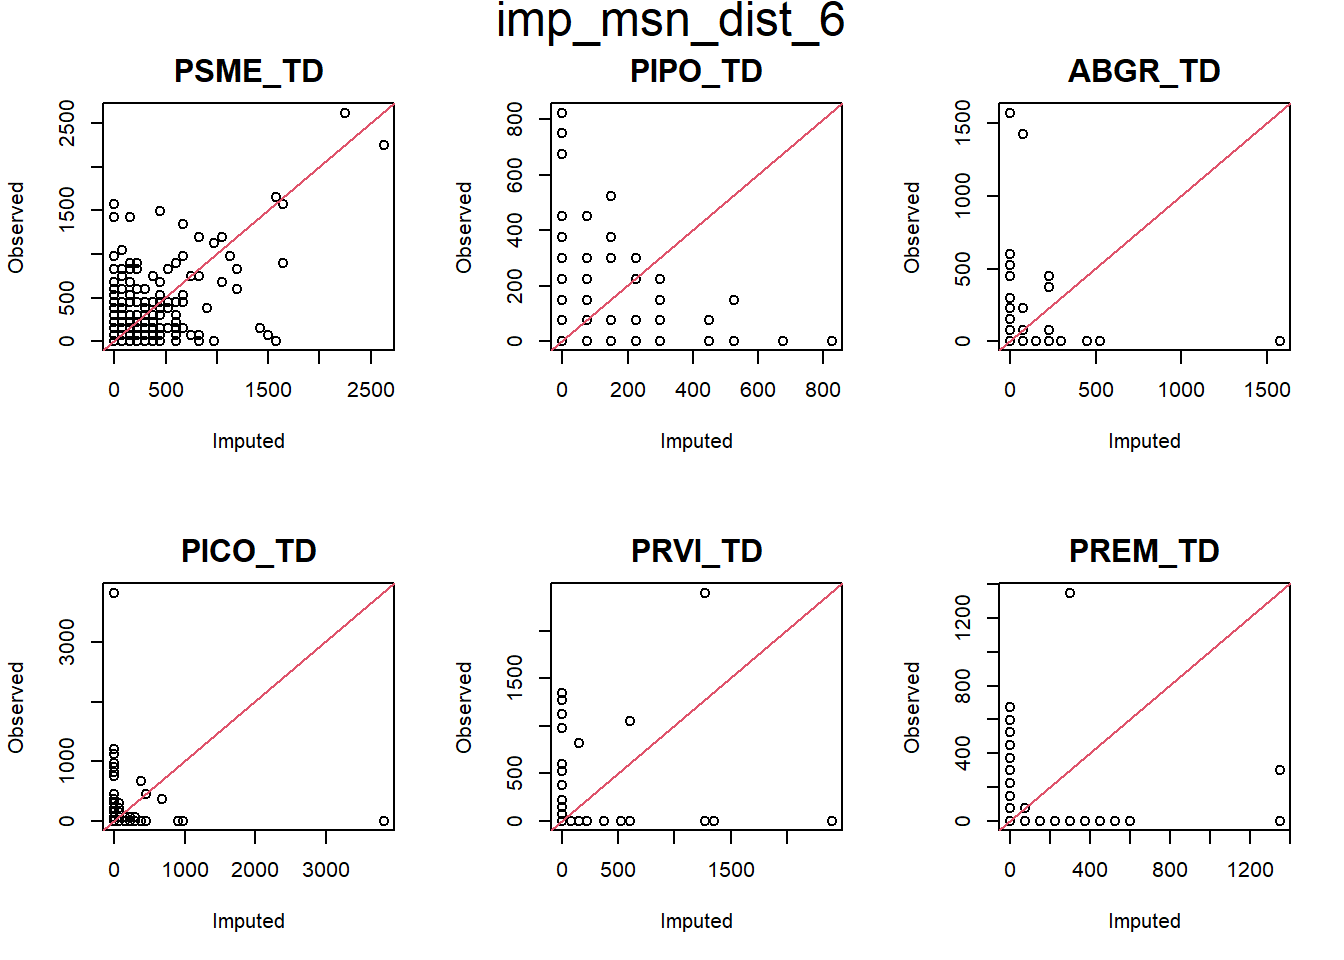 imp_msn_dist_6
PSME_TD
PIPO_TD
ABGR_TD
Observed
0 500 1500 2500
0 500 1500 2500
Imputed
Observed
0 200 400 600 800
0 200 400 600 800
Imputed
Observed
0 500 1000 1500
0 500 1000 1500
Imputed
PICO_TD
PRVI_TD
PREM_TD
Observed
0 1000 3000
0 1000 2000 3000
Imputed
Observed
0 500 1500
0 500 1500
Imputed
Observed
0 400 800 1200
0 400 800 1200
Imputed